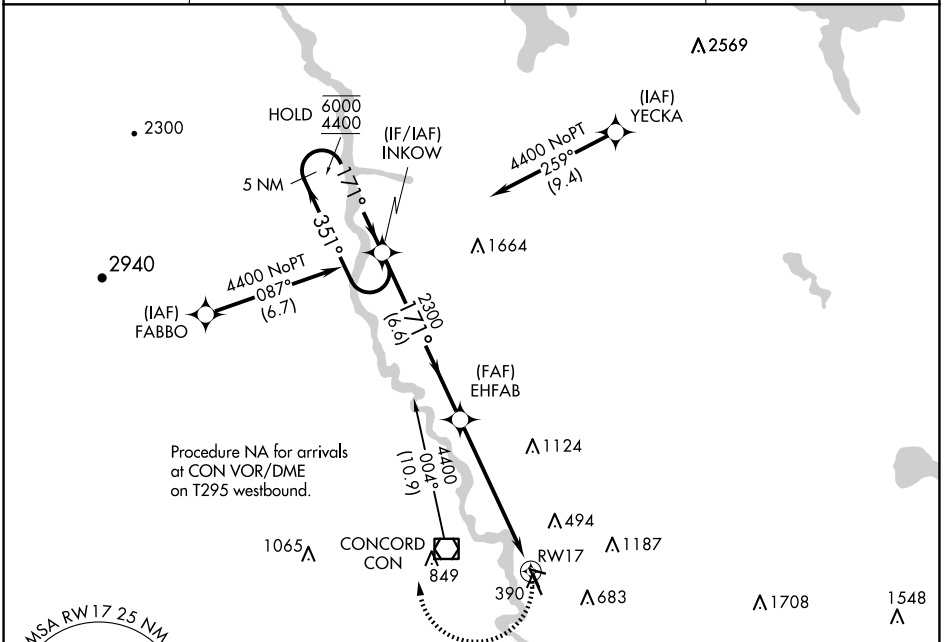 2569
(IAF)
YECKA
HOLD
6000
4400
(IF/IAF)
INKOW
2300
4400 NoPT
259°
(9.4)
5 NM
171°
351°
1664
2940
4400 NoPT
087°
(6.7)
(IAF)
FABBO
2300
171°
(6.6)
(FAF)
EHFAB
Procedure NA for arrivals
at CON VOR/DME
on T295 westbound.
4400
004°
(10.9)
1124
494
1065
CONCORD
CON
849
RW17
1187
390
683
1708
1548
MSA RW17 25 NM